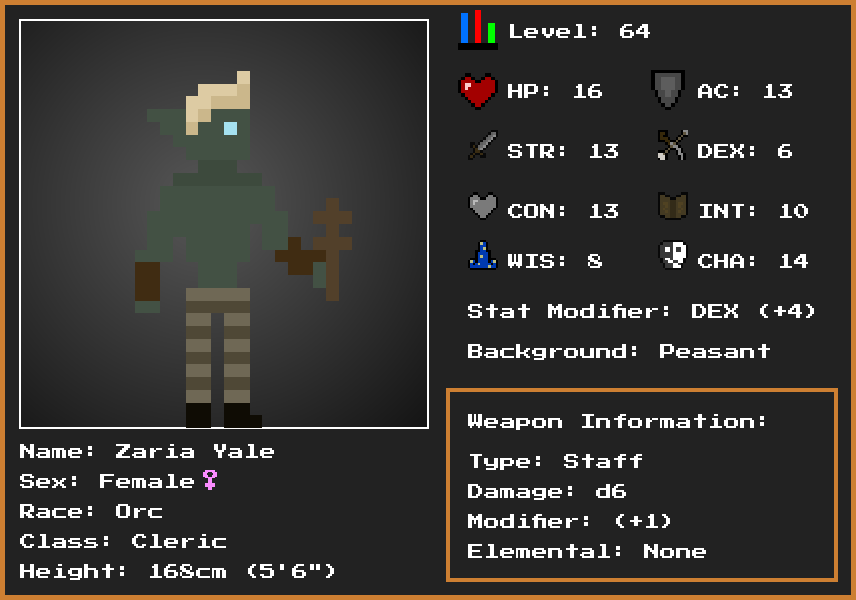 Level: 64
HP: 16 AC: 13
STR: 13 DEX: 6
CON: 13 INT: 10
WIS: 8 CHA: 14
Stat Modifier: DEX (+4)
Background: Peasant
Weapon Information:
Type: Staff
Damage: d6
Modifier: (+1)
Elemental: None
Name: Zaria Yale
Sex: Female♀
Race: Orc
Class: Cleric
Height: 168cm (5'6")